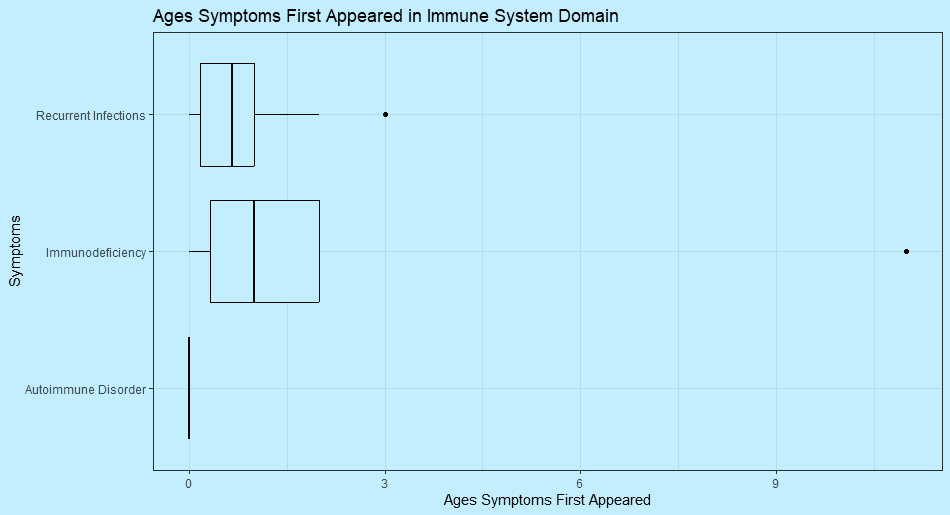 Ages Symptoms First Appeared in Immune System Domain
Symptoms
Recurrent Infections
Immunodeficiency
Autoimmune Disorder
0 3 6 9
Ages Symptoms First Appeared